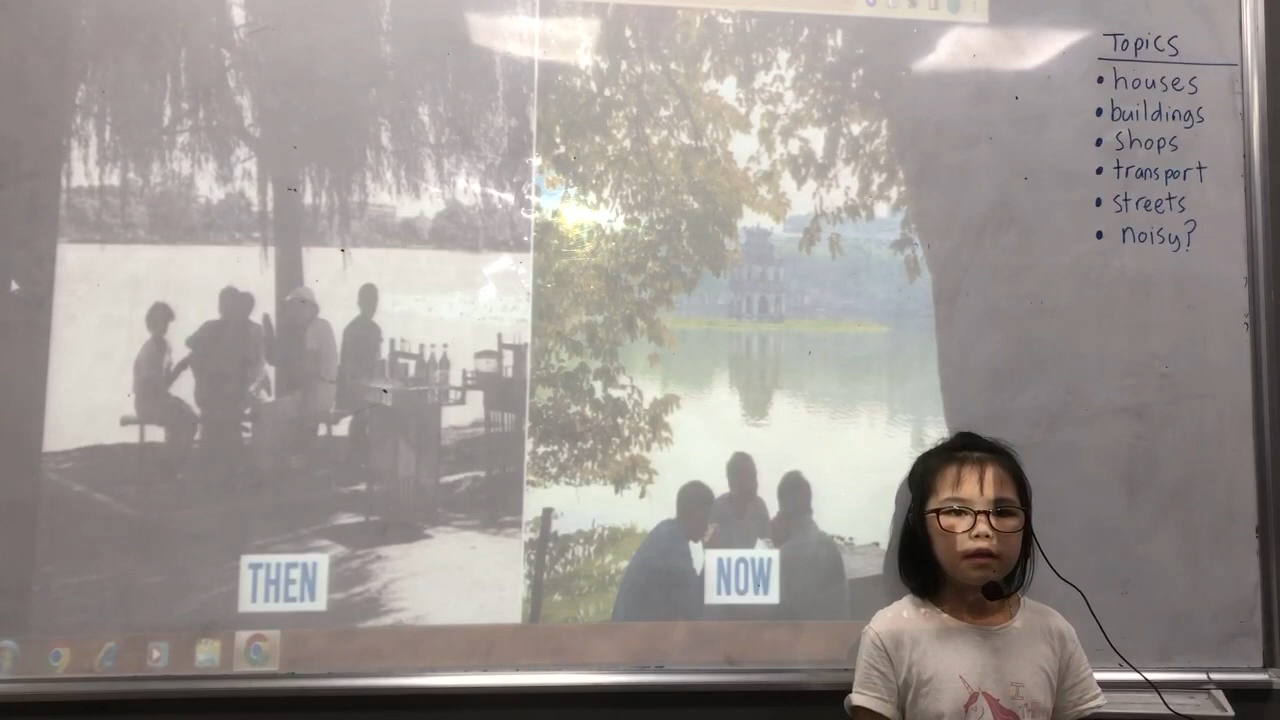 Topics
• houses
• buildings
• shops
• transport
• streets
• noisy?
THEN
NOW
I